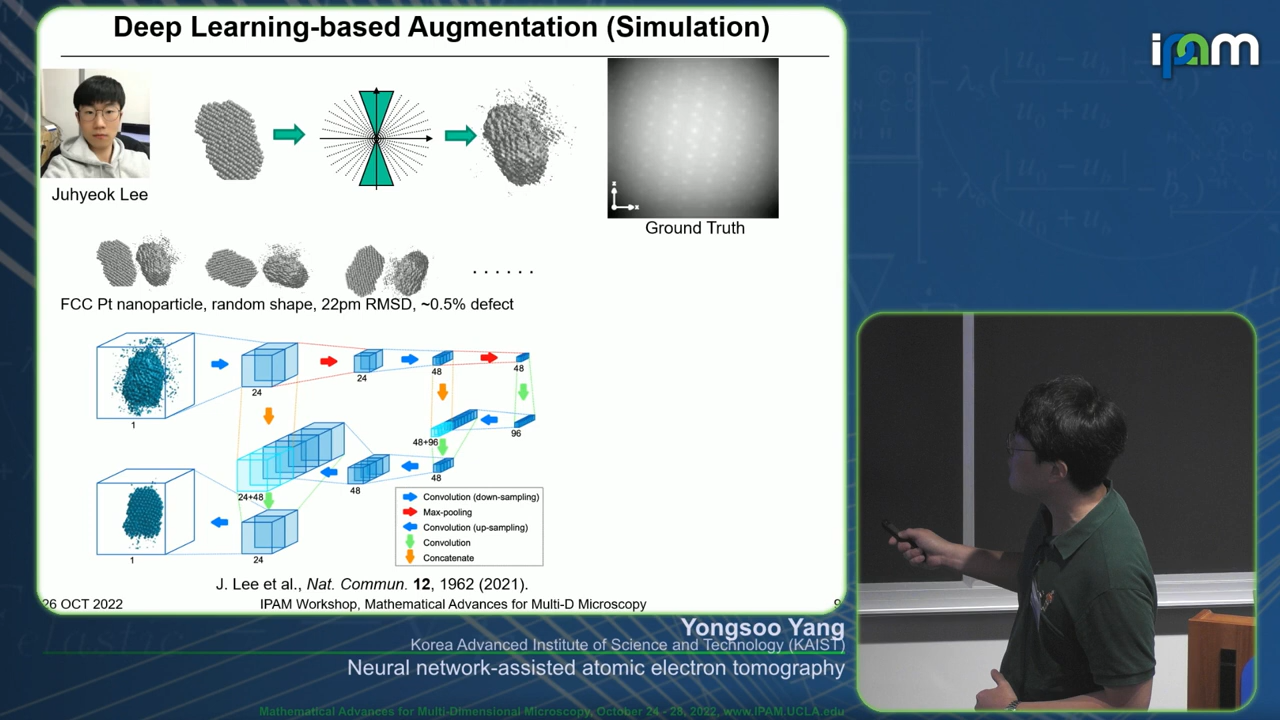 Deep Learning-based Augmentation (Simulation)
ipam
Juhyeok Lee
z
x
Ground Truth
. . . . . .
FCC Pt nanoparticle, random shape, 22pm RMSD, ~0.5% defect
1
24
24
48
48
48+96
96
24+48
48
48
1
24
Convolution (down-sampling)
Max-pooling
Convolution (up-sampling)
Convolution
Concatenate
J. Lee et al., Nat. Commun. 12, 1962 (2021).
26 OCT 2022
IPAM Workshop, Mathematical Advances for Multi-D Microscopy
9
Yongsoo Yang
Korea Advanced Institute of Science and Technology (KAIST)
Neural network-assisted atomic electron tomography
Mathematical Advances for Multi-Dimensional Microscopy, October 24 - 28, 2022, www.IPAM.UCLA.edu